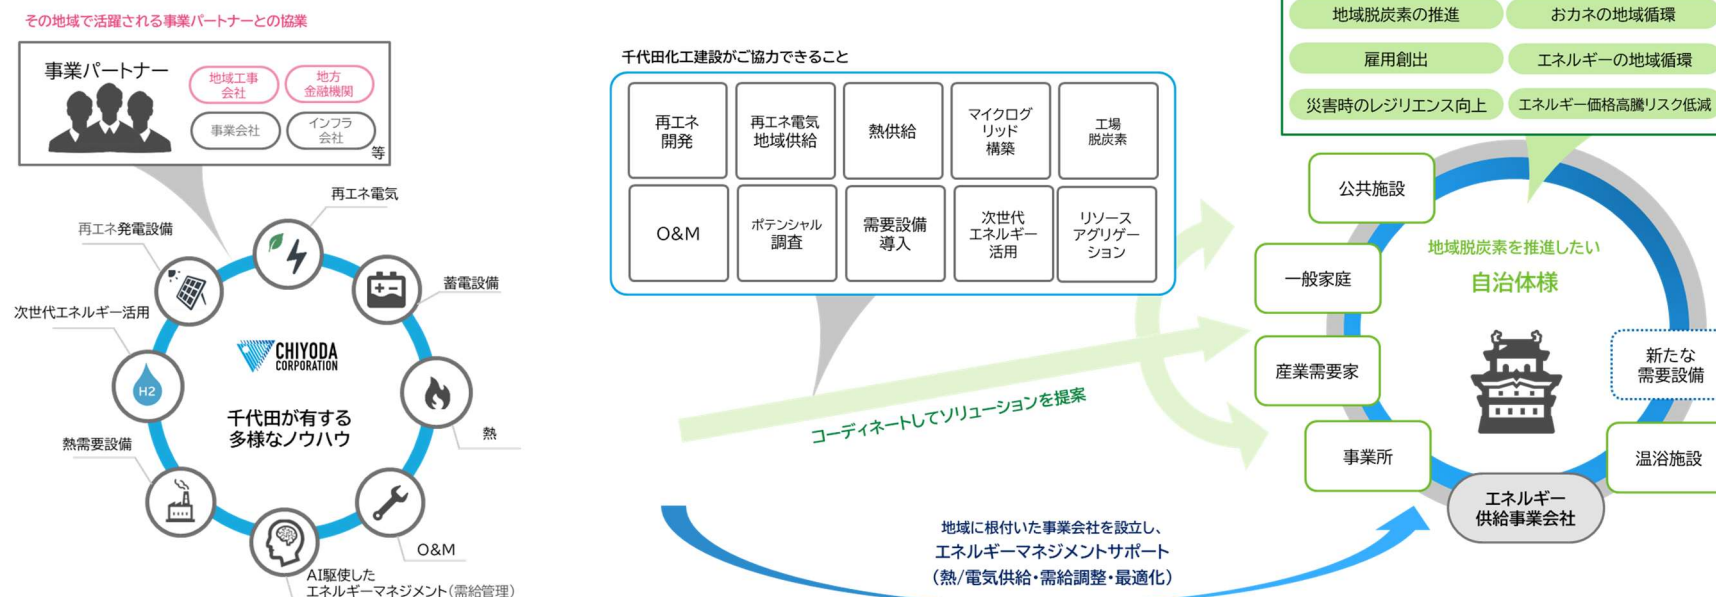 その地域で活躍される事業パートナーとの協業
事業パートナー
地域工事
会社
地方
金融機関
事業会社
インフラ
会社
等
再エネ電気
再エネ発電設備
蓄電設備
次世代エネルギー活用
H2
CHIYODA
CORPORATION
千代田が有する
多様なノウハウ
熱需要設備
熱
O&M
AI駆使した
エネルギーマネジメント(需給管理)
千代田化工建設がご協力できること
再エネ
開発
再エネ電気
地域供給
熱供給
マイクログ
リッド
構築
工場
脱炭素
O&M
ポテンシャル
調査
需要設備
導入
次世代
エネルギー
活用
リソース
アグリゲー
ション
コーディネートしてソリューションを提案
地域に根付いた事業会社を設立し、
エネルギーマネジメントサポート
(熱/電気供給・需給調整・最適化)
地域脱炭素の推進
おカネの地域循環
雇用創出
エネルギーの地域循環
災害時のレジリエンス向上
エネルギー価格高騰リスク低減
公共施設
一般家庭
産業需要家
事業所
地域脱炭素を推進したい
自治体様
新たな
需要設備
温浴施設
エネルギー
供給事業会社